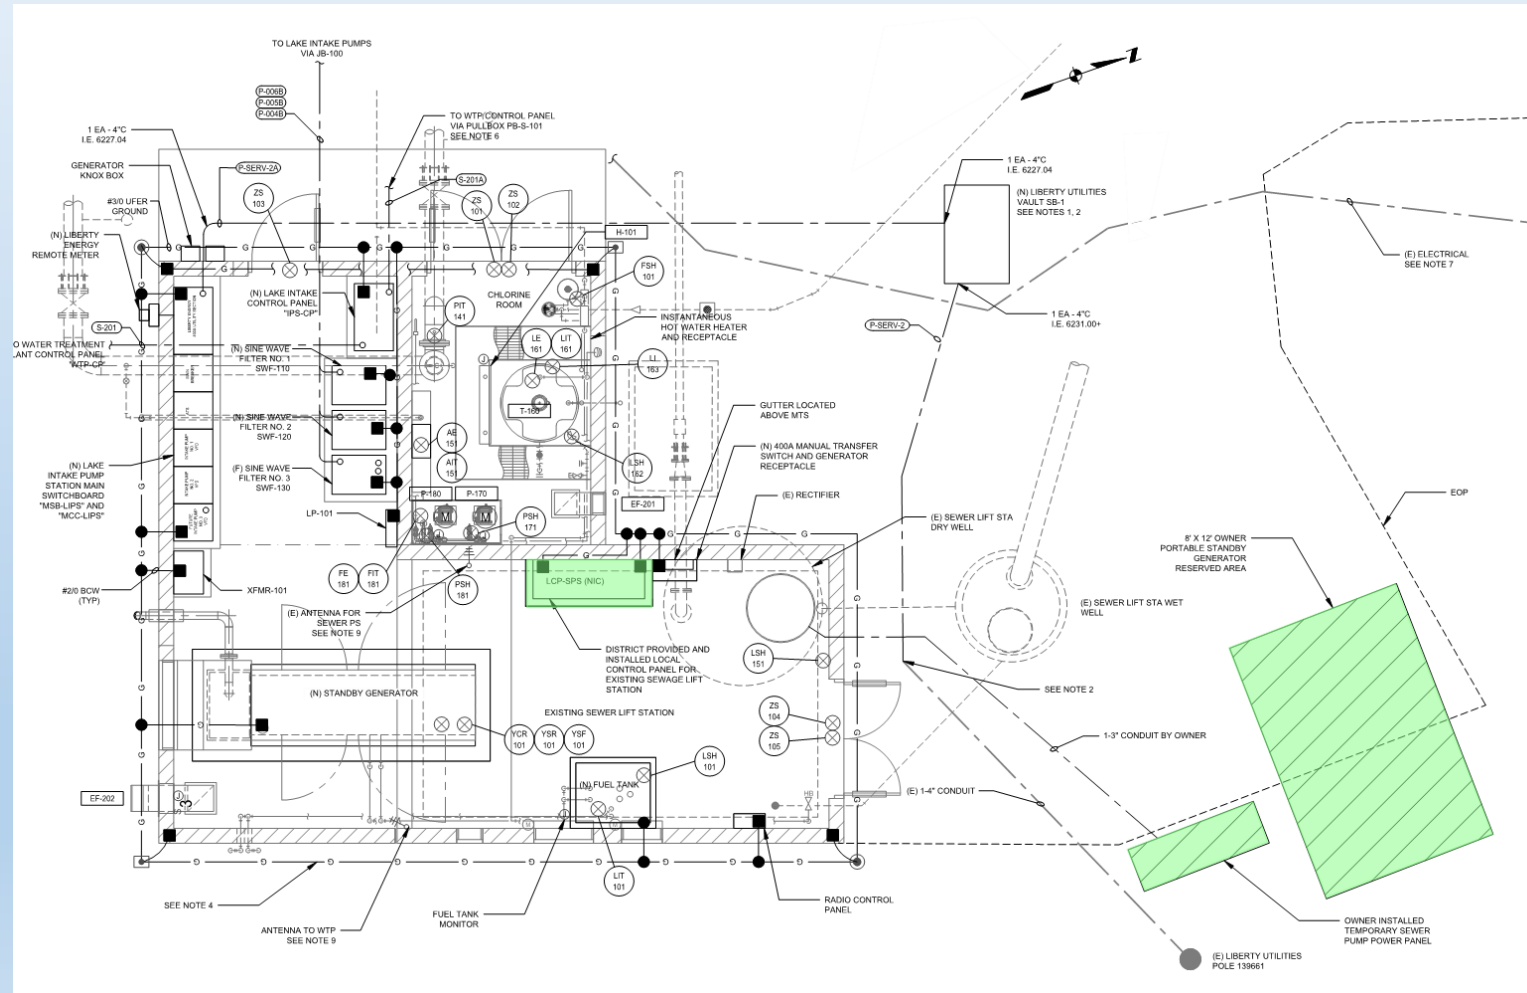 TO LAKE INTAKE PUMPS
VIA JB-100
P-006B
P-005B
P-004B
1 EA - 4"C
I.E. 6227.04
GENERATOR
KNOX BOX
#3/0 UFER
GROUND
(N) LIBERTY
ENERGY
REMOTE METER
P-SERV-2A
ZS
103
TO WTP CONTROL PANEL
VIA PULLBOX PB-S-101
SEE NOTE 6
S-201A
ZS
101
ZS
102
H-101
N
1 EA - 4"C
I.E. 6227.04
(N) LIBERTY UTILITIES
VAULT SB-1
SEE NOTES 1, 2
(E) ELECTRICAL
SEE NOTE 7
1 EA - 4"C
I.E. 6231.00+
P-SERV-2
FSH
101
CHLORINE
ROOM
(N) LAKE INTAKE
CONTROL PANEL
"IPS-CP"
PIT
141
INSTANTANEOUS
HOT WATER HEATER
AND RECEPTACLE
S-201
O WATER TREATMENT
LANT CONTROL PANEL
"WTP-CP"
(N) SINE WAVE
FILTER NO. 1
SWF-110
LE
161
LIT
161
LI
163
J
T-160
(N) SINE WAVE
FILTER NO. 2
SWF-120
AE
151
AIT
151
LSH
162
GUTTER LOCATED
ABOVE MTS
(N) 400A MANUAL TRANSFER
SWITCH AND GENERATOR
RECEPTACLE
(F) SINE WAVE
FILTER NO. 3
SWF-130
(N) LAKE
INTAKE PUMP
STATION MAIN
SWITCHBOARD
"MSB-LIPS" AND
"MCC-LIPS"
P-180
P-170
M
M
PSH
171
EF-201
(E) RECTIFIER
EOP
LP-101
(E) SEWER LIFT STA
DRY WELL
8' X 12' OWNER
PORTABLE STANDBY
GENERATOR
RESERVED AREA
FE
181
FIT
181
PSH
181
LCP-SPS (NIC)
#2/0 BCW
(TYP)
XFMR-101
(E) ANTENNA FOR
SEWER PS
SEE NOTE 9
(E) SEWER LIFT STA WET
WELL
DISTRICT PROVIDED AND
INSTALLED LOCAL
CONTROL PANEL FOR
EXISTING SEWAGE LIFT
STATION
LSH
151
SEE NOTE 2
(N) STANDBY GENERATOR
EXISTING SEWER LIFT STATION
ZS
104
ZS
105
YCR
101
YSR
101
YSF
101
LSH
101
1-3" CONDUIT BY OWNER
(N) FUEL TANK
(E) 1-4" CONDUIT
HB
EF-202
J
S
3
LIT
101
SEE NOTE 4
FUEL TANK
MONITOR
RADIO CONTROL
PANEL
ANTENNA TO WTP
SEE NOTE 9
OWNER INSTALLED
TEMPORARY SEWER
PUMP POWER PANEL
(E) LIBERTY UTILITIES
POLE 139661